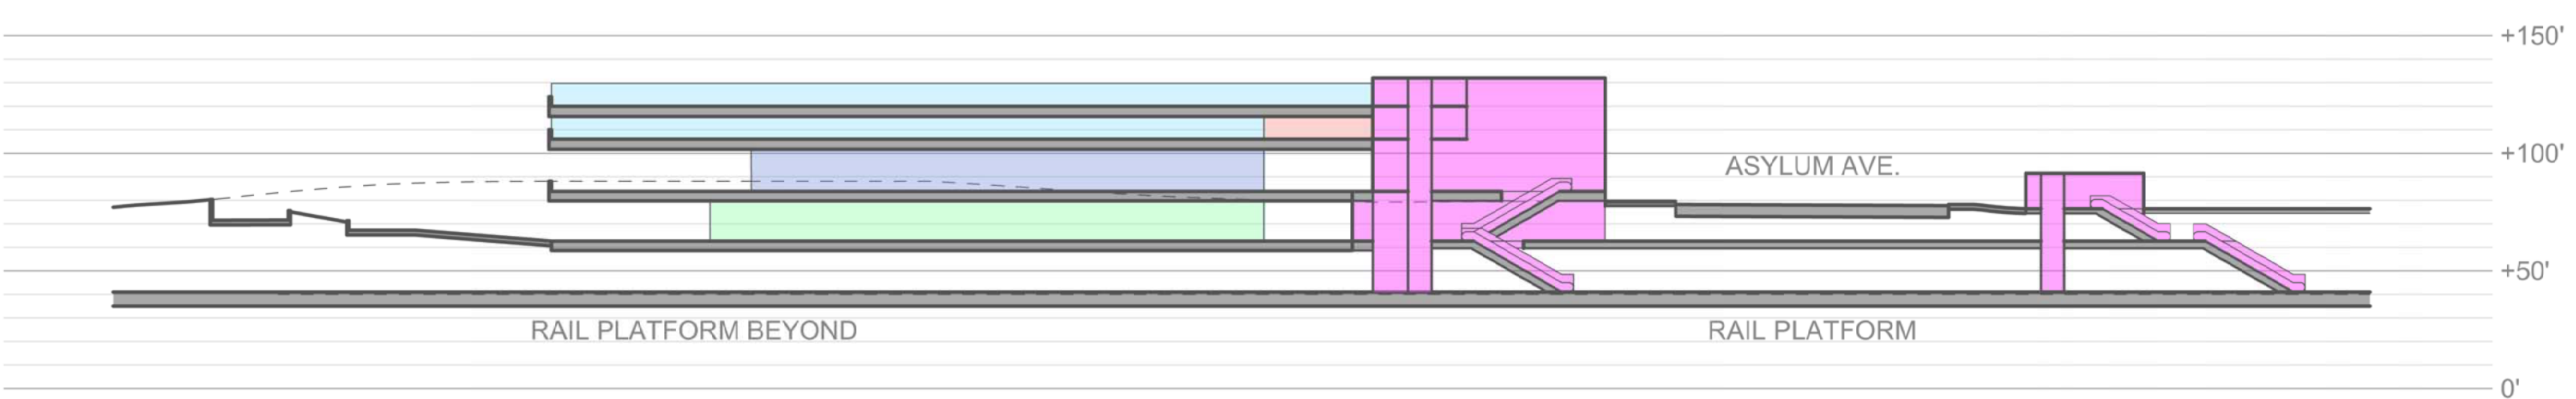 +150'
+100'
ASYLUM AVE.
+50'
RAIL PLATFORM BEYOND
RAIL PLATFORM
0'